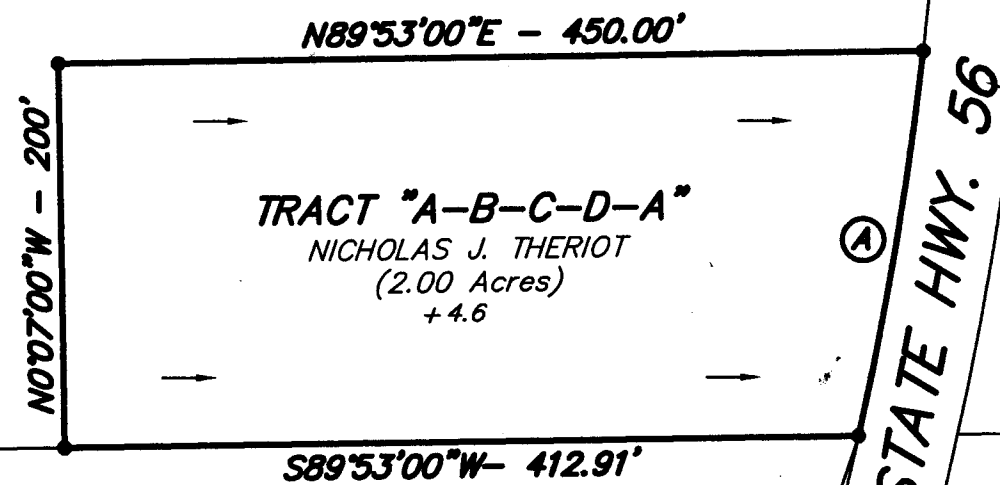 N89°53'00"E - 450.00'
N0°07'00"W - 200'
TRACT "A-B-C-D-A"
NICHOLAS J. THERIOT
(2.00 Acres)
+4.6
A
STATE HWY. 56
S89°53'00"W- 412.91'